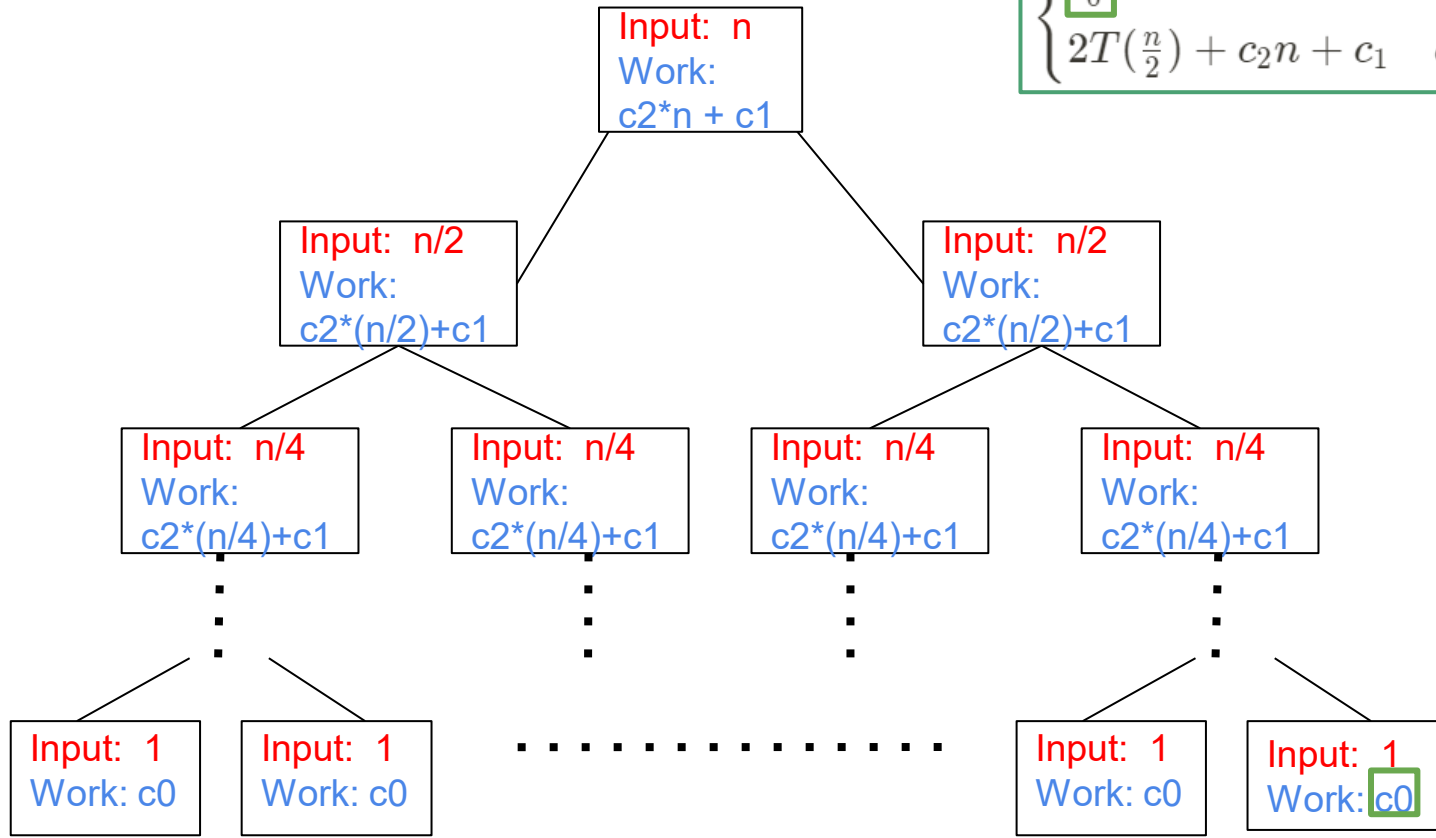 Input: n
Work:
c2*n + c1
2T(n/2) + c₂n + c₁
Input: n/2
Work:
c2*(n/2)+c1
Input: n/2
Work:
c2*(n/2)+c1
Input: n/4
Work:
c2*(n/4)+c1
Input: n/4
Work:
c2*(n/4)+c1
Input: n/4
Work:
c2*(n/4)+c1
Input: n/4
Work:
c2*(n/4)+c1
Input: 1
Work: c0
Input: 1
Work: c0
Input: 1
Work: c0
Input: 1
Work: c0